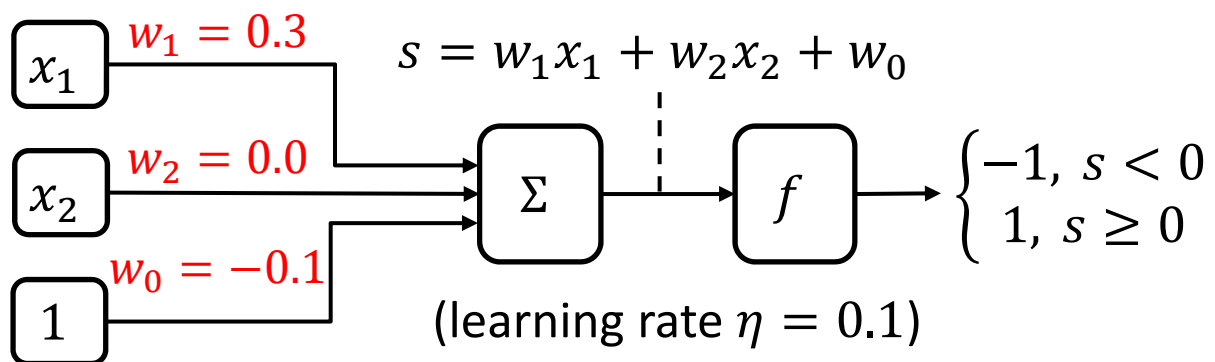 x₁
w₁ = 0.3
s = w₁x₁ + w₂x₂ + w₀
x₂
w₂ = 0.0
Σ
f
−1, s < 0
1, s ≥ 0
1
w₀ = −0.1
(learning rate η = 0.1)